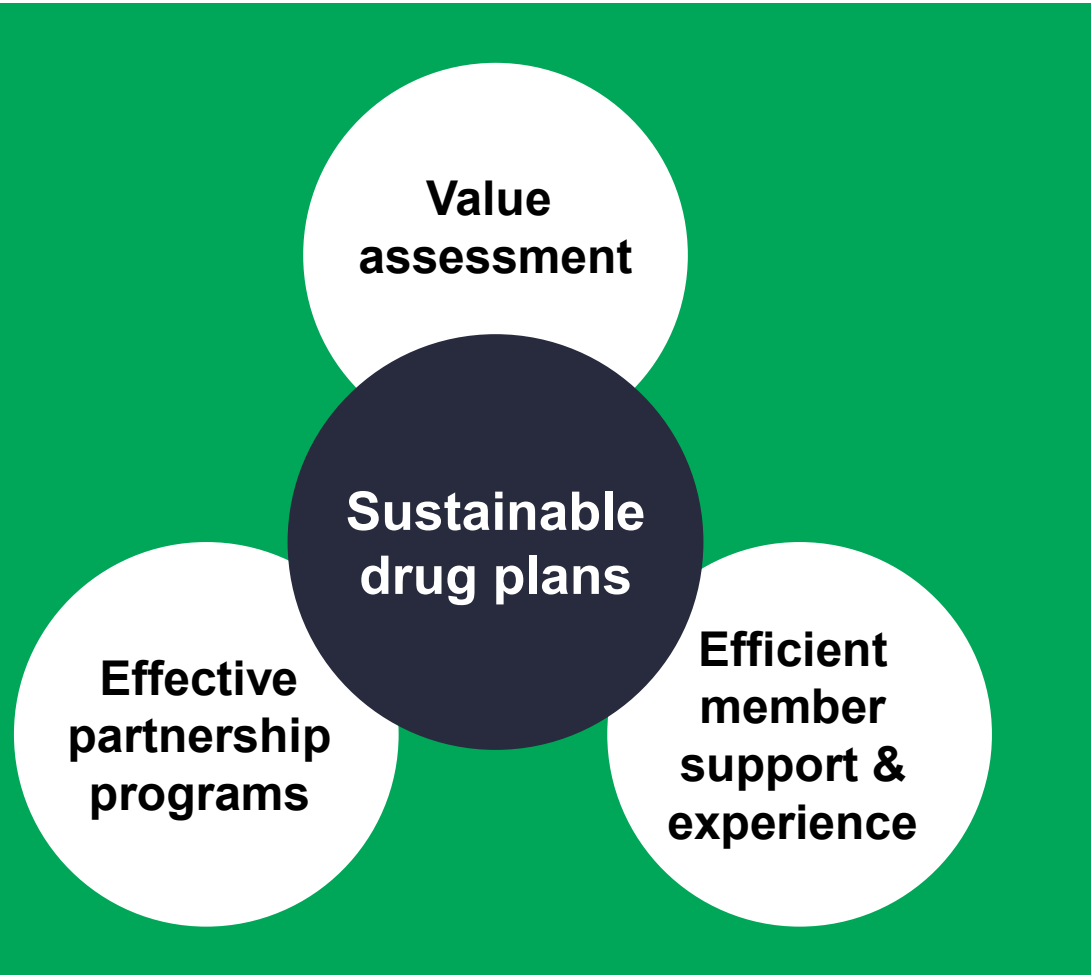 Value
assessment
Sustainable
drug plans
Effective
partnership
programs
Efficient
member
support &
experience